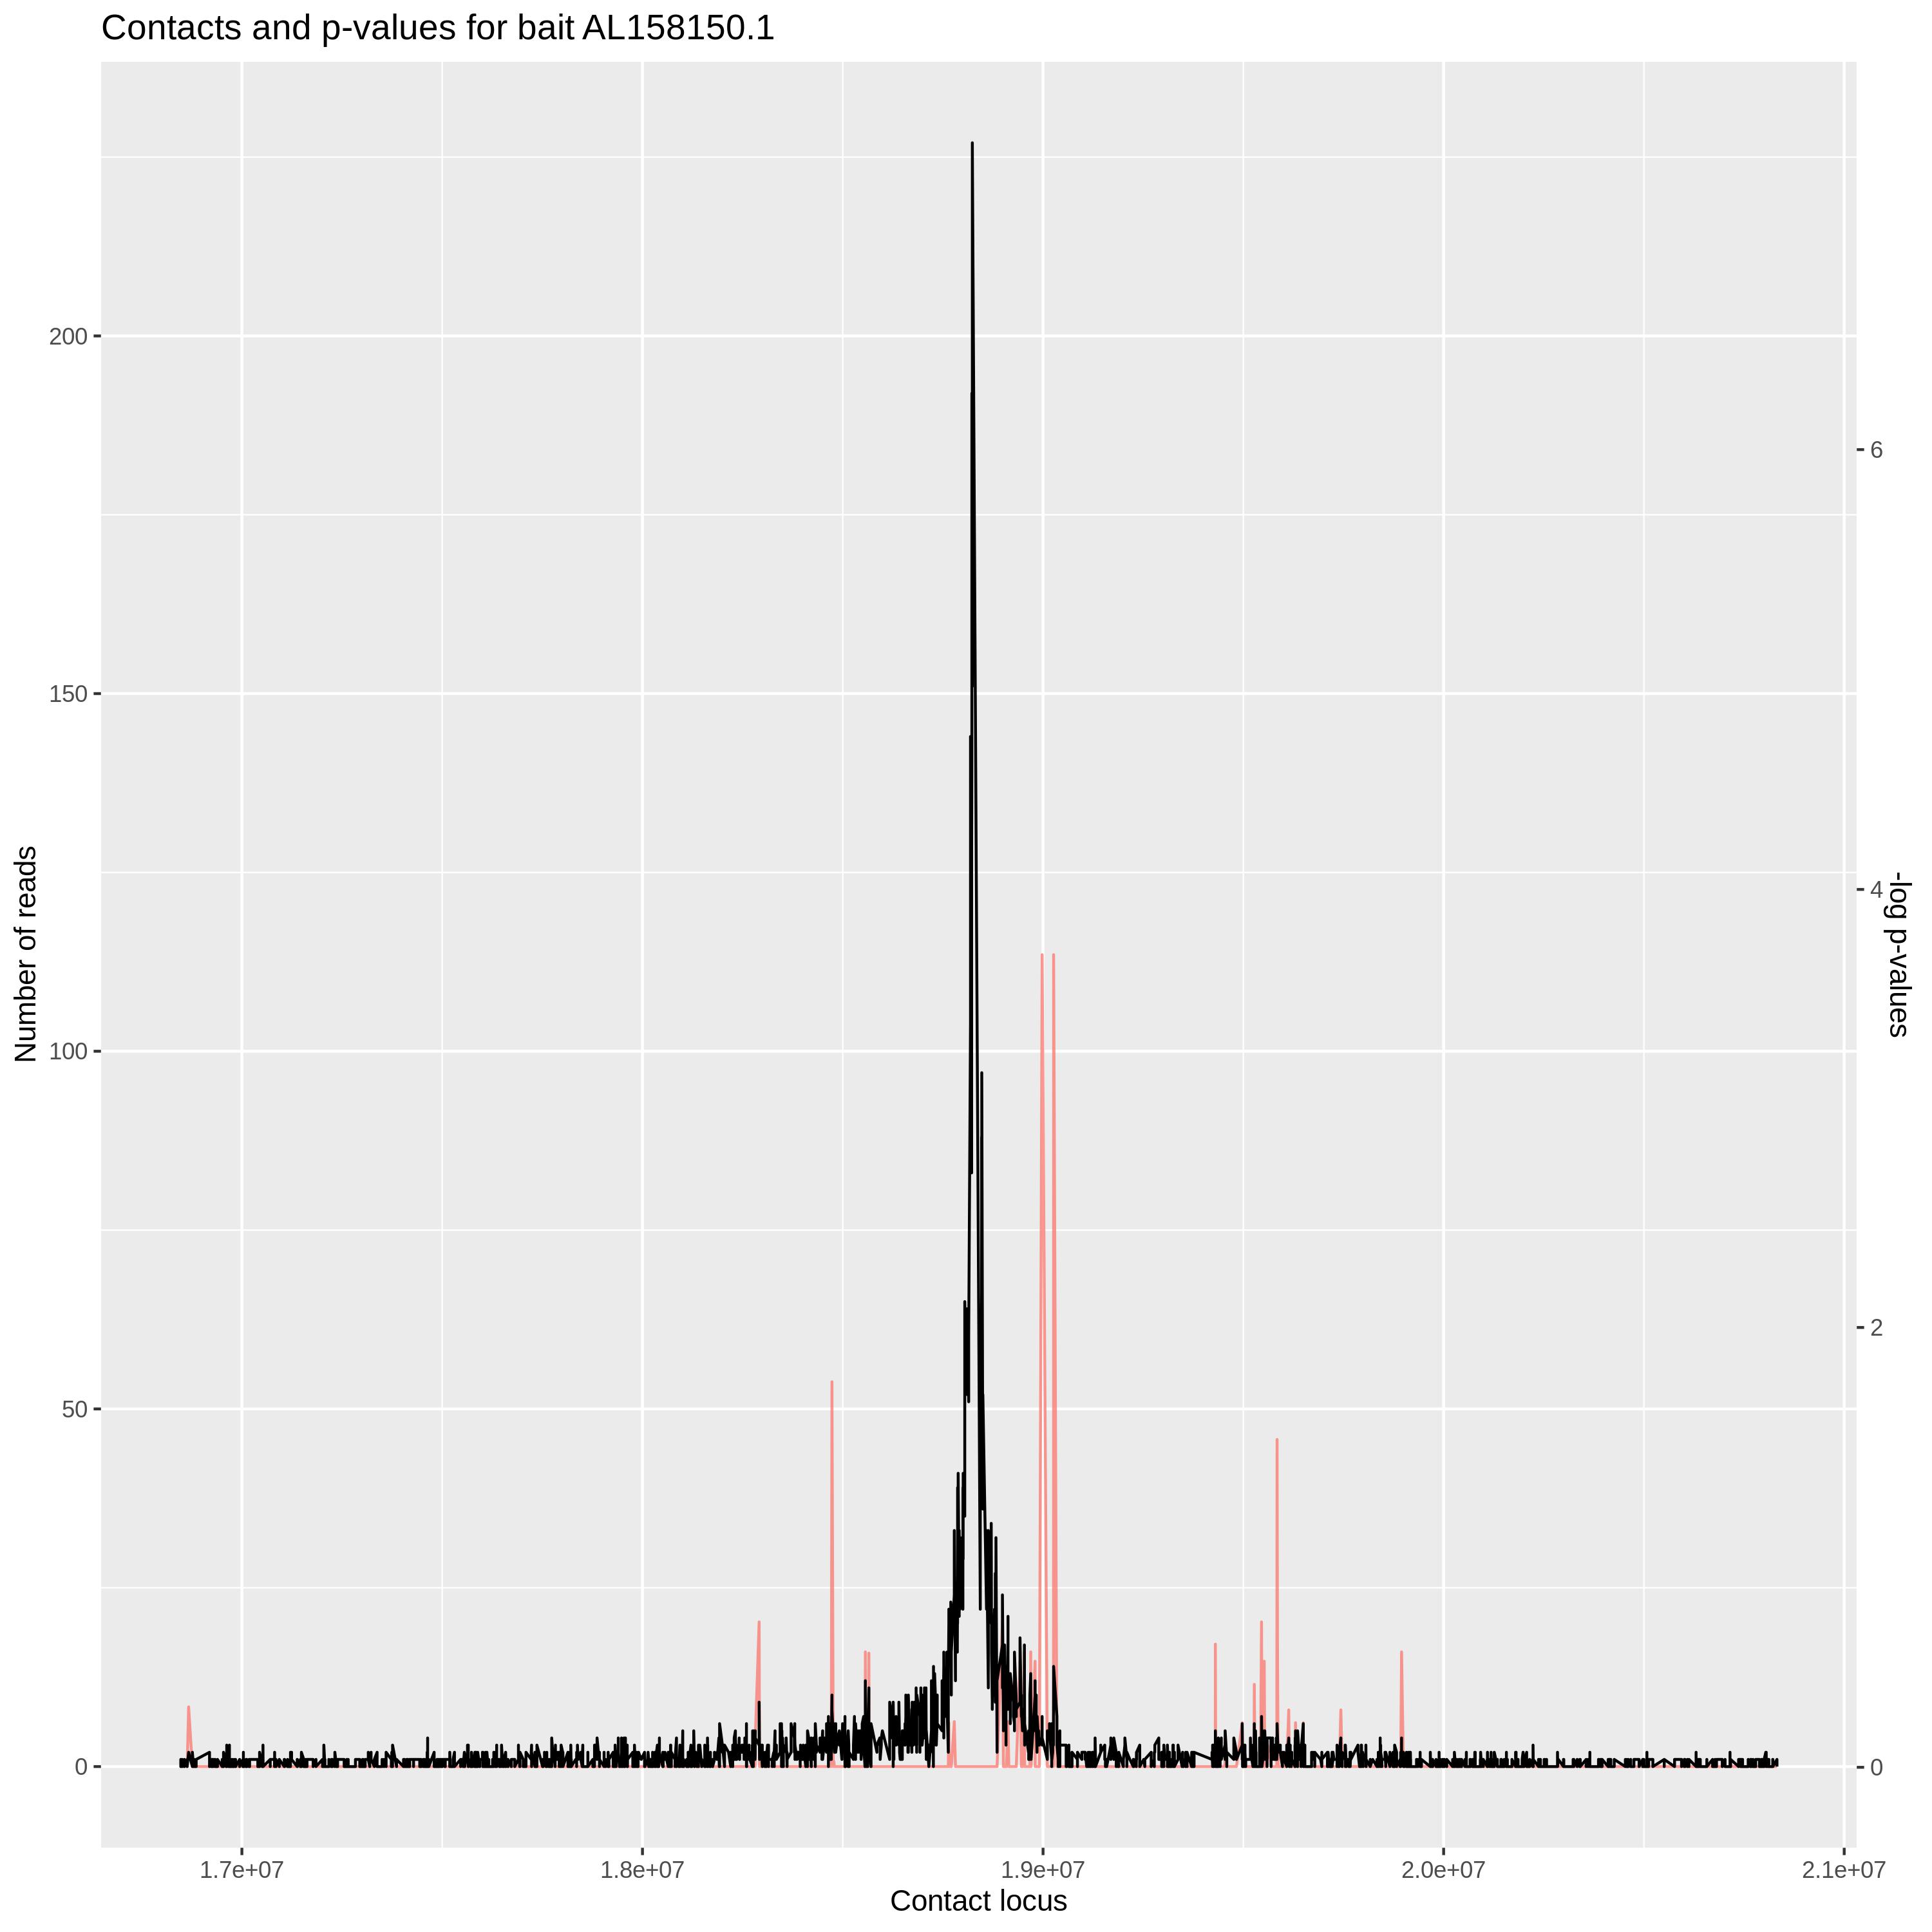 Contacts and p-values for bait AL158150.1
200
150
100
50
0
Number of reads
6
4
2
0
-log p-values
1.7e+07
1.8e+07
1.9e+07
2.0e+07
2.1e+07
Contact locus